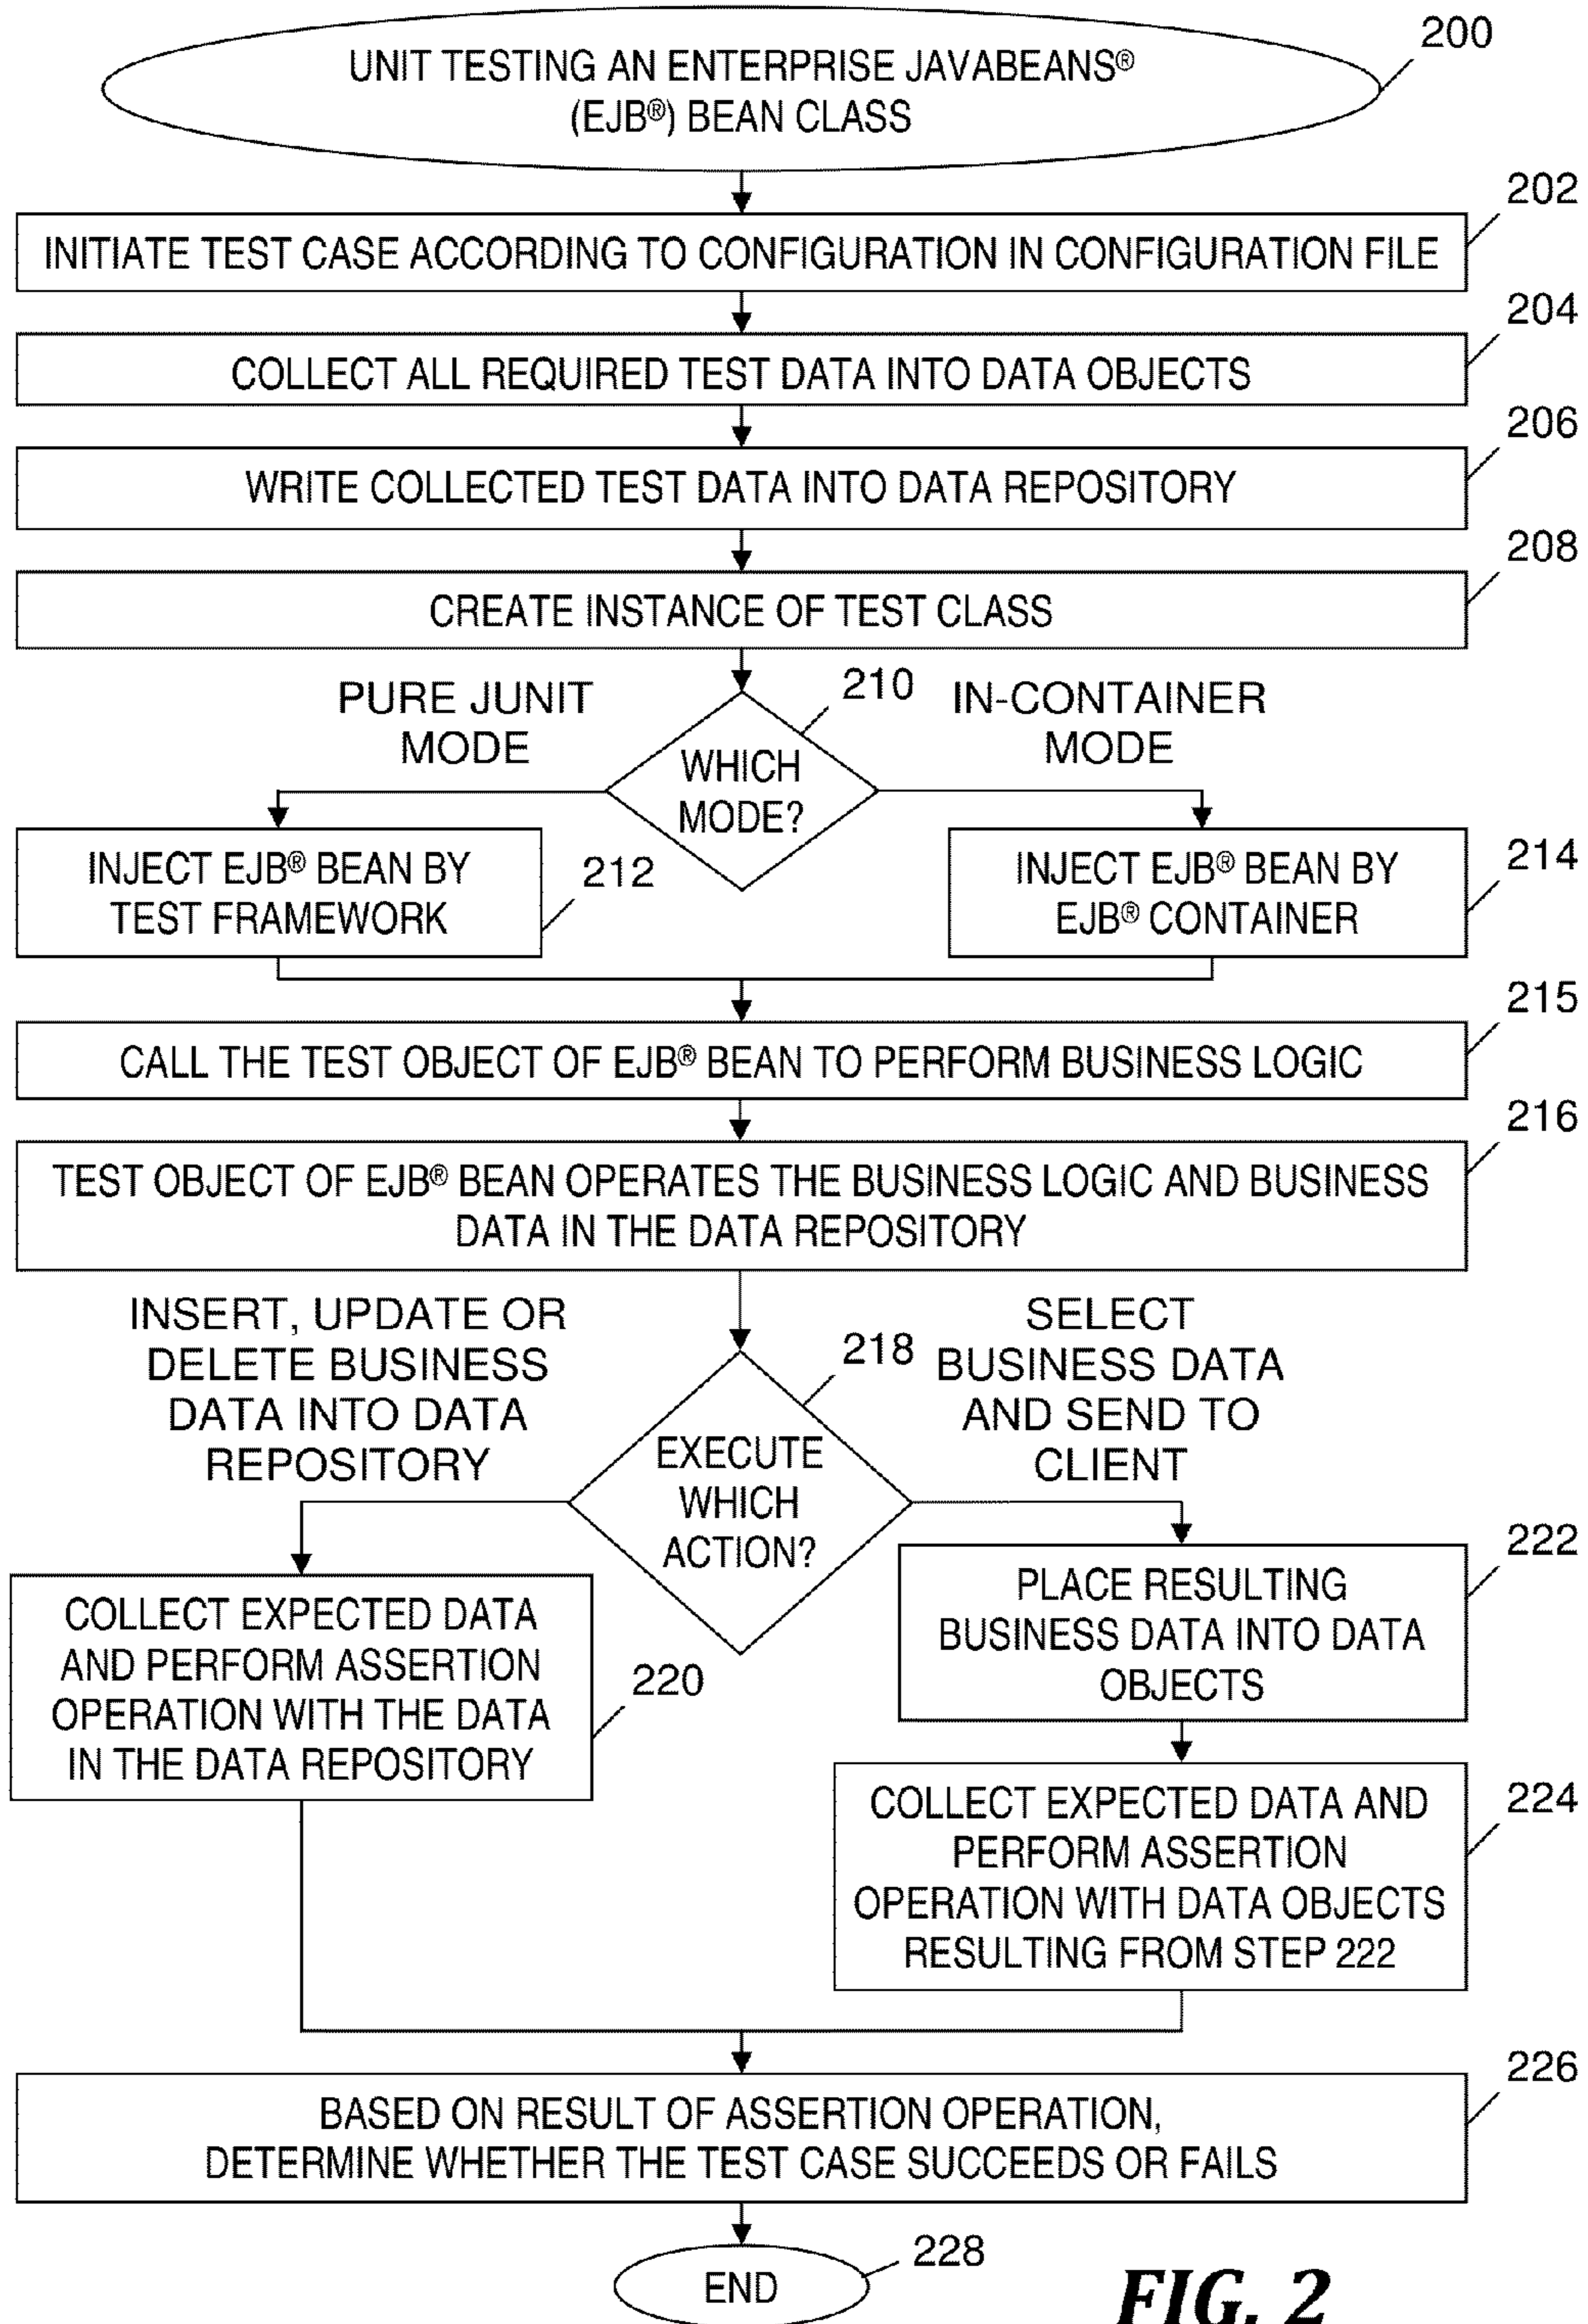 200
UNIT TESTING AN ENTERPRISE JAVABEANS®
(EJB®) BEAN CLASS
202
INITIATE TEST CASE ACCORDING TO CONFIGURATION IN CONFIGURATION FILE
204
COLLECT ALL REQUIRED TEST DATA INTO DATA OBJECTS
206
WRITE COLLECTED TEST DATA INTO DATA REPOSITORY
208
CREATE INSTANCE OF TEST CLASS
PURE JUNIT
MODE
210
IN-CONTAINER
MODE
WHICH
MODE?
INJECT EJB® BEAN BY
TEST FRAMEWORK
212
INJECT EJB® BEAN BY
EJB® CONTAINER
214
215
CALL THE TEST OBJECT OF EJB® BEAN TO PERFORM BUSINESS LOGIC
216
TEST OBJECT OF EJB® BEAN OPERATES THE BUSINESS LOGIC AND BUSINESS
DATA IN THE DATA REPOSITORY
INSERT, UPDATE OR
DELETE BUSINESS
DATA INTO DATA
REPOSITORY
218
SELECT
BUSINESS DATA
AND SEND TO
CLIENT
EXECUTE
WHICH
ACTION?
COLLECT EXPECTED DATA
AND PERFORM ASSERTION
OPERATION WITH THE DATA
IN THE DATA REPOSITORY
220
222
PLACE RESULTING
BUSINESS DATA INTO DATA
OBJECTS
224
COLLECT EXPECTED DATA AND
PERFORM ASSERTION
OPERATION WITH DATA OBJECTS
RESULTING FROM STEP 222
226
BASED ON RESULT OF ASSERTION OPERATION,
DETERMINE WHETHER THE TEST CASE SUCCEEDS OR FAILS
228
END
FIG. 2